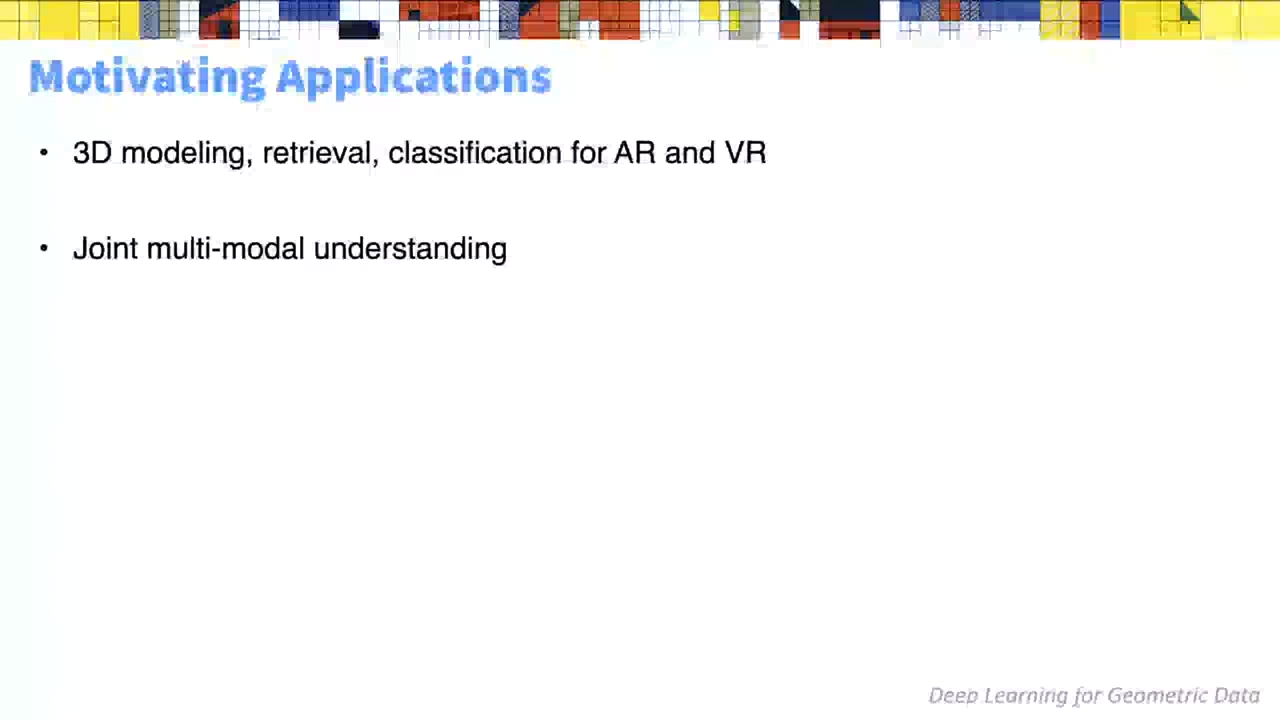 Motivating Applications
• 3D modeling, retrieval, classification for AR and VR
• Joint multi-modal understanding
Deep Learning for Geometric Data